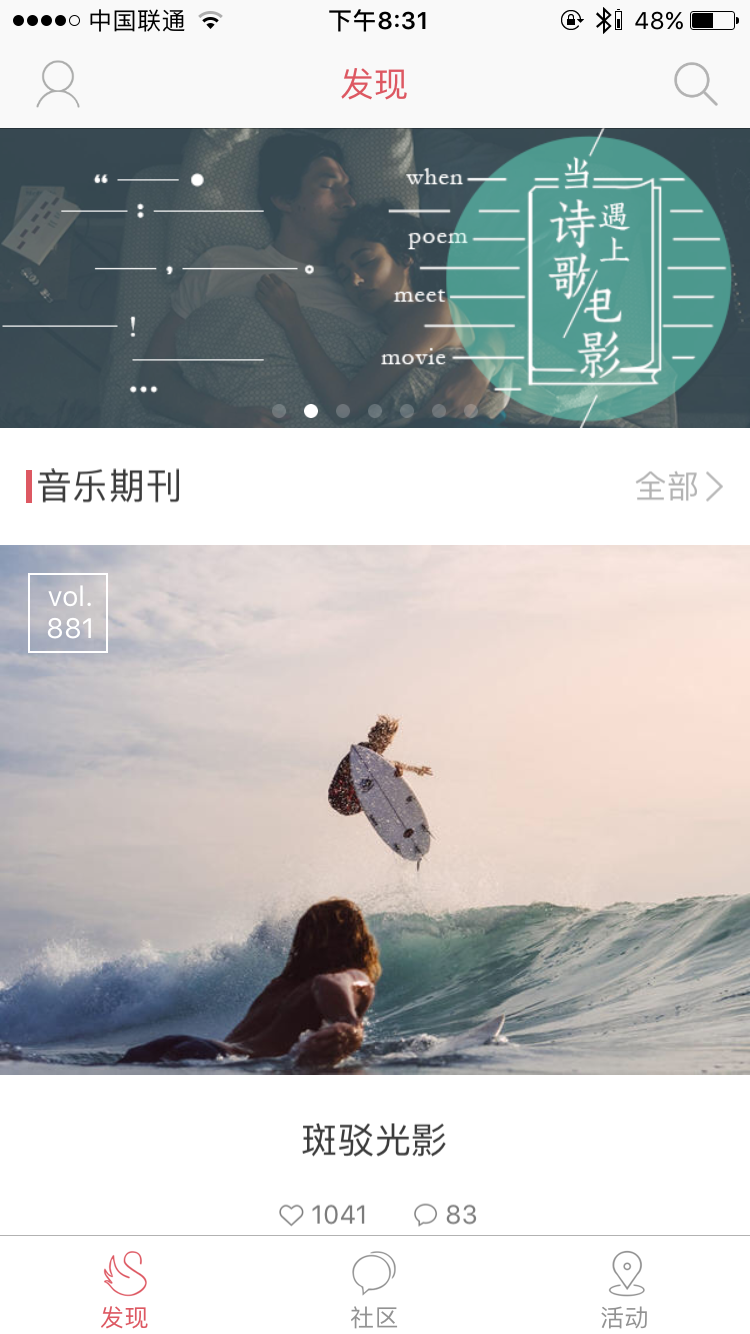 中国联通 下午8:31 48%
发现
“ ●
:
, 。
!
•••
when
poem
meet
movie
当
诗歌
遇上
电影
音乐期刊 全部
vol.
881
斑驳光影
1041 83
发现 社区 活动